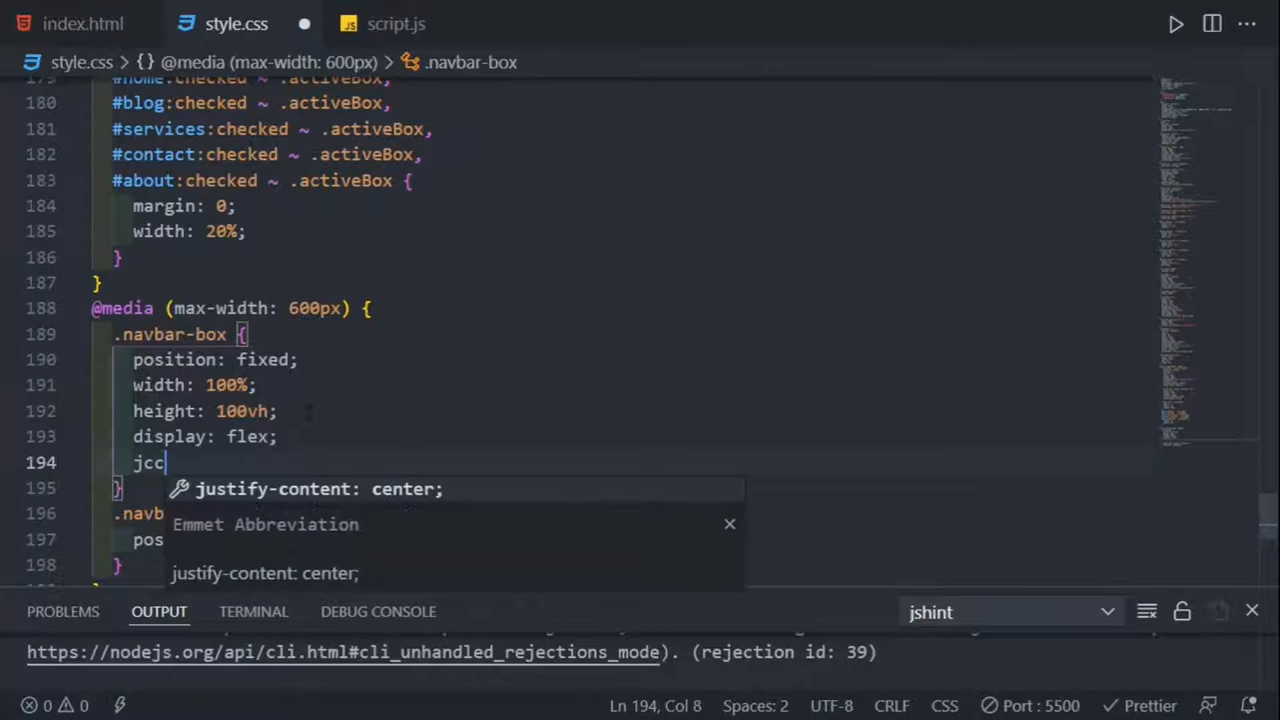 index.html style.css script.js
style.css > {} @media (max-width: 600px) > .navbar-box
179 #home:checked ~ .activeBox,
180 #blog:checked ~ .activeBox,
181 #services:checked ~ .activeBox,
182 #contact:checked ~ .activeBox,
183 #about:checked ~ .activeBox {
184 margin: 0;
185 width: 20%;
186 }
187 }
188 @media (max-width: 600px) {
189 .navbar-box {
190 position: fixed;
191 width: 100%;
192 height: 100vh;
193 display: flex;
194 jcc
justify-content: center;
195 }
196 .navb
Emmet Abbreviation
197 pos
198 }
justify-content: center;
PROBLEMS OUTPUT TERMINAL DEBUG CONSOLE jshint
https://nodejs.org/api/cli.html#cli_unhandled_rejections_mode). (rejection id: 39)
0 0 Ln 194, Col 8 Spaces: 2 UTF-8 CRLF CSS Port : 5500 Prettier